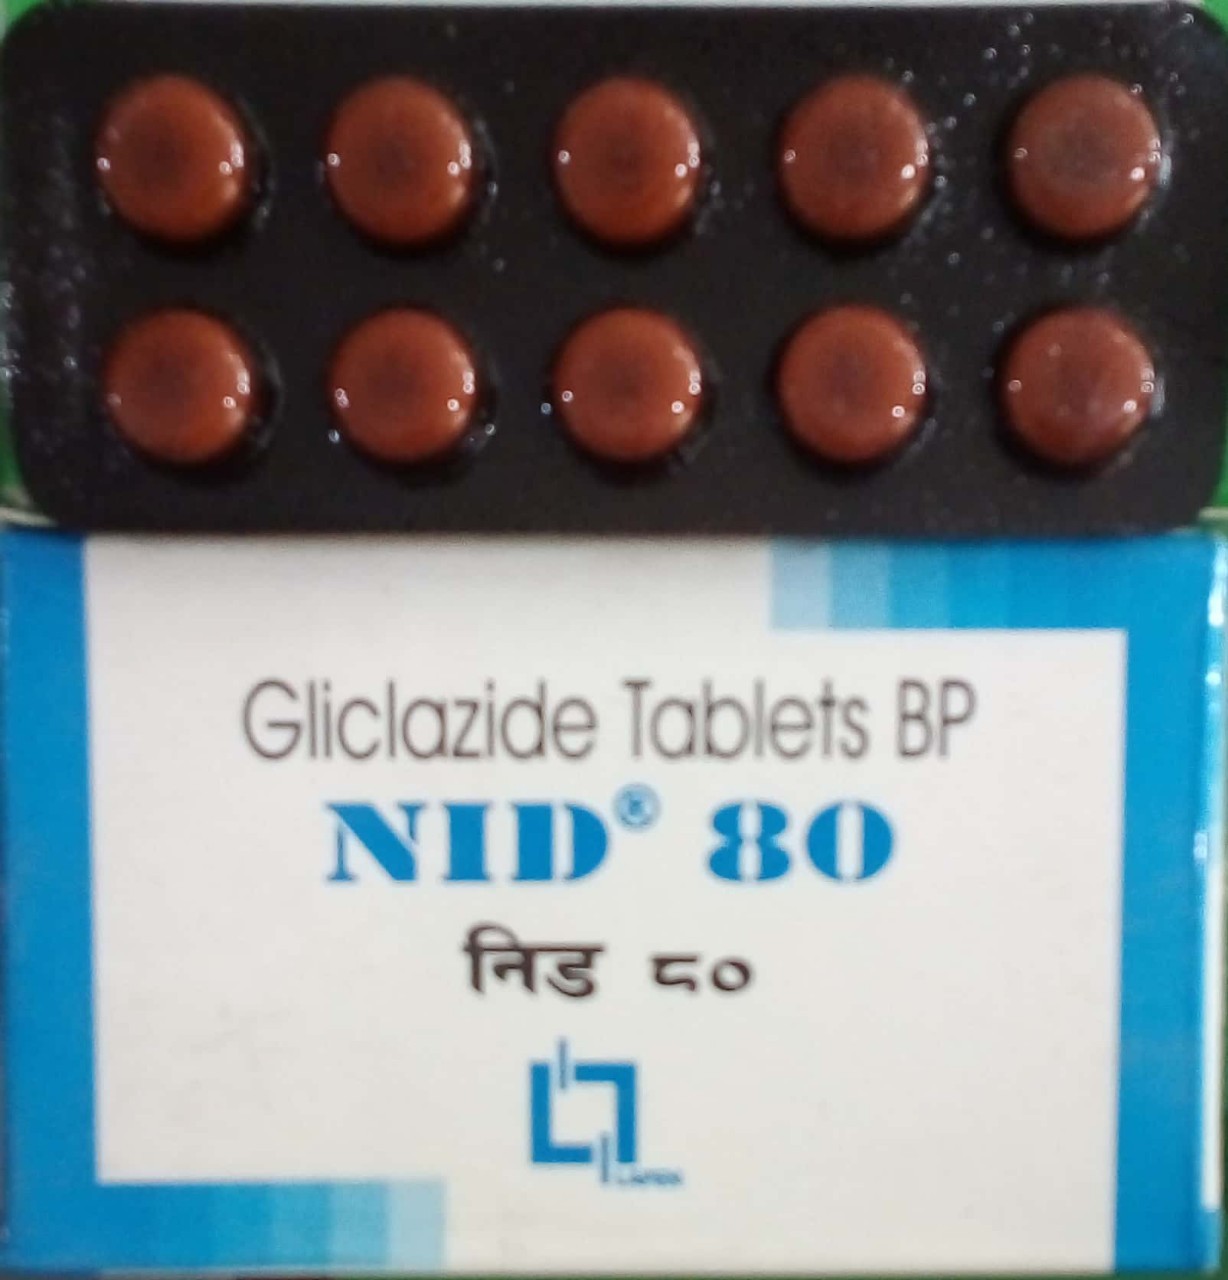 Gliclazide Tablets BP
NID® 80
निड ८०